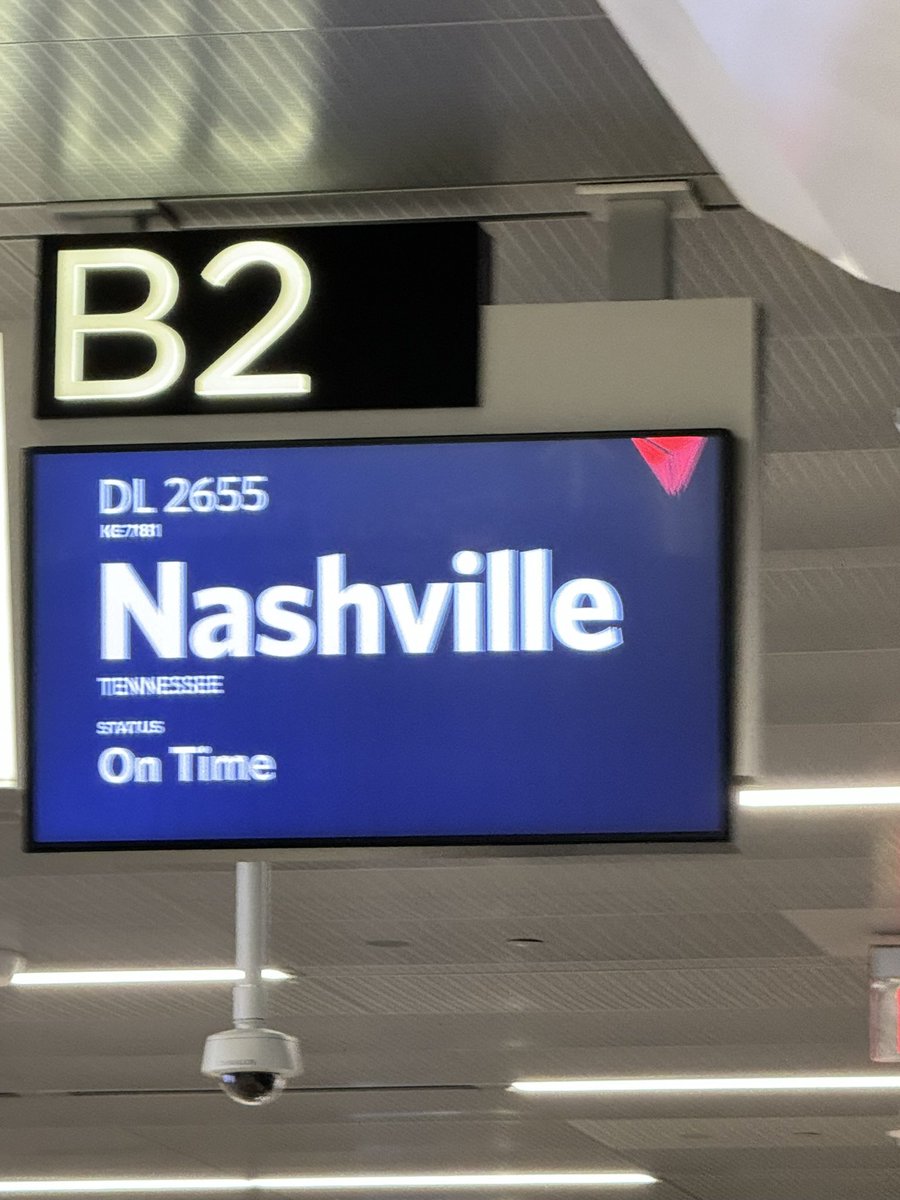 B2
DL 2655
Nashville
TENNESSEE
STATUS
On Time